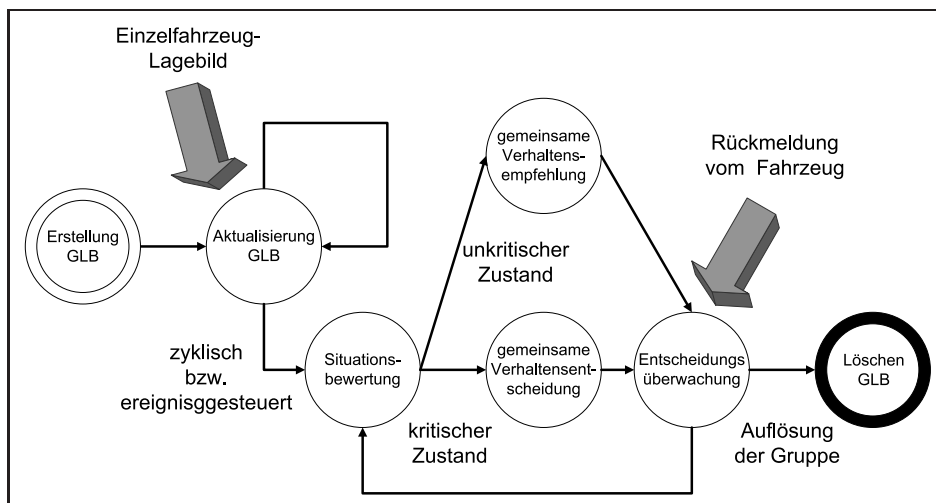 Einzelfahrzeug-
Lagebild
gemeinsame
Verhaltens-
empfehlung
Rückmeldung
vom Fahrzeug
Erstellung
GLB
Aktualisierung
GLB
unkritischer
Zustand
zyklisch
bzw.
ereignisggesteuert
Situations-
bewertung
gemeinsame
Verhaltensent-
scheidung
Entscheidungs
überwachung
Löschen
GLB
kritischer
Zustand
Auflösung
der Gruppe